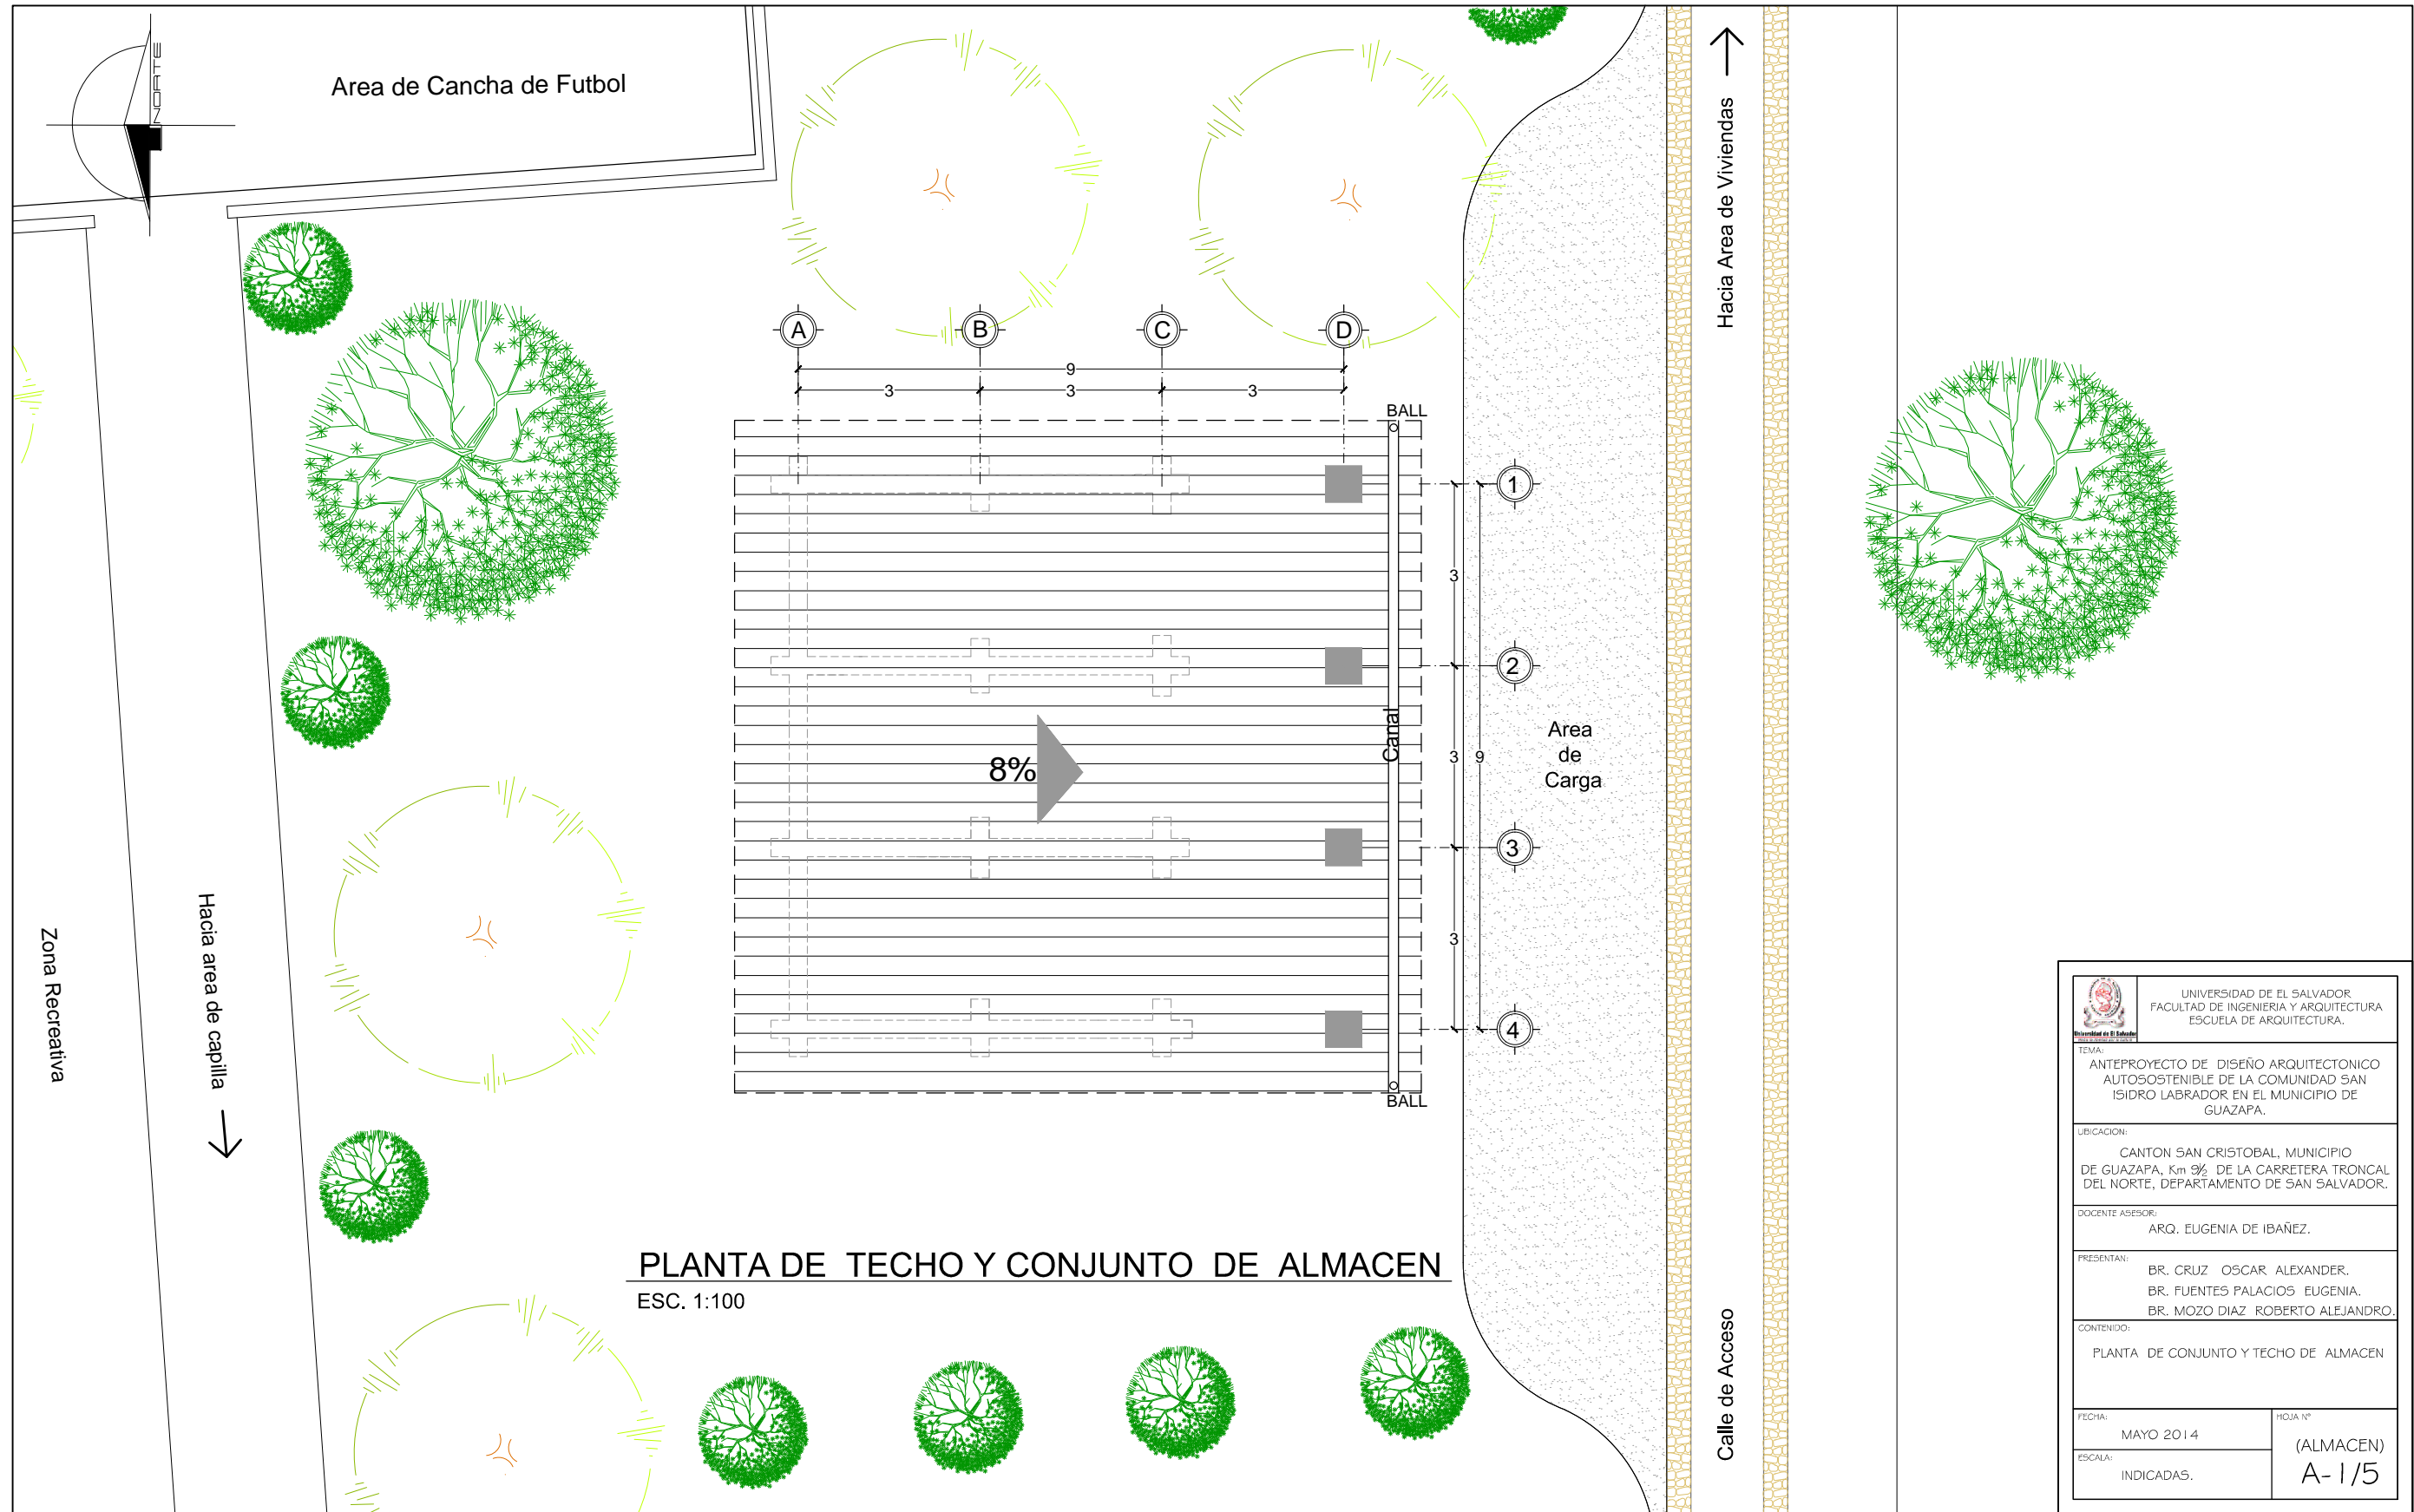 NORTE
Area de Cancha de Futbol
Hacia Area de Viviendas
A
B
C
D
9
3
3
3
BALL
1
2
3
4
3
3
9
3
8%
Canal
Area
de
Carga
BALL
Zona Recreativa
Hacia area de capilla
Calle de Acceso
PLANTA DE TECHO Y CONJUNTO DE ALMACEN
ESC. 1:100
Universidad de El Salvador
UNIVERSIDAD DE EL SALVADOR
FACULTAD DE INGENIERIA Y ARQUITECTURA
ESCUELA DE ARQUITECTURA.
TEMA:
ANTEPROYECTO DE DISEÑO ARQUITECTONICO
AUTOSOSTENIBLE DE LA COMUNIDAD SAN
ISIDRO LABRADOR EN EL MUNICIPIO DE
GUAZAPA.
UBICACION:
CANTON SAN CRISTOBAL, MUNICIPIO
DE GUAZAPA, Km 9½ DE LA CARRETERA TRONCAL
DEL NORTE, DEPARTAMENTO DE SAN SALVADOR.
DOCENTE ASESOR:
ARQ. EUGENIA DE IBAÑEZ.
PRESENTAN:
BR. CRUZ OSCAR ALEXANDER.
BR. FUENTES PALACIOS EUGENIA.
BR. MOZO DIAZ ROBERTO ALEJANDRO.
CONTENIDO:
PLANTA DE CONJUNTO Y TECHO DE ALMACEN
FECHA:
MAYO 2014
HOJA Nº
(ALMACEN)
A-1/5
ESCALA:
INDICADAS.